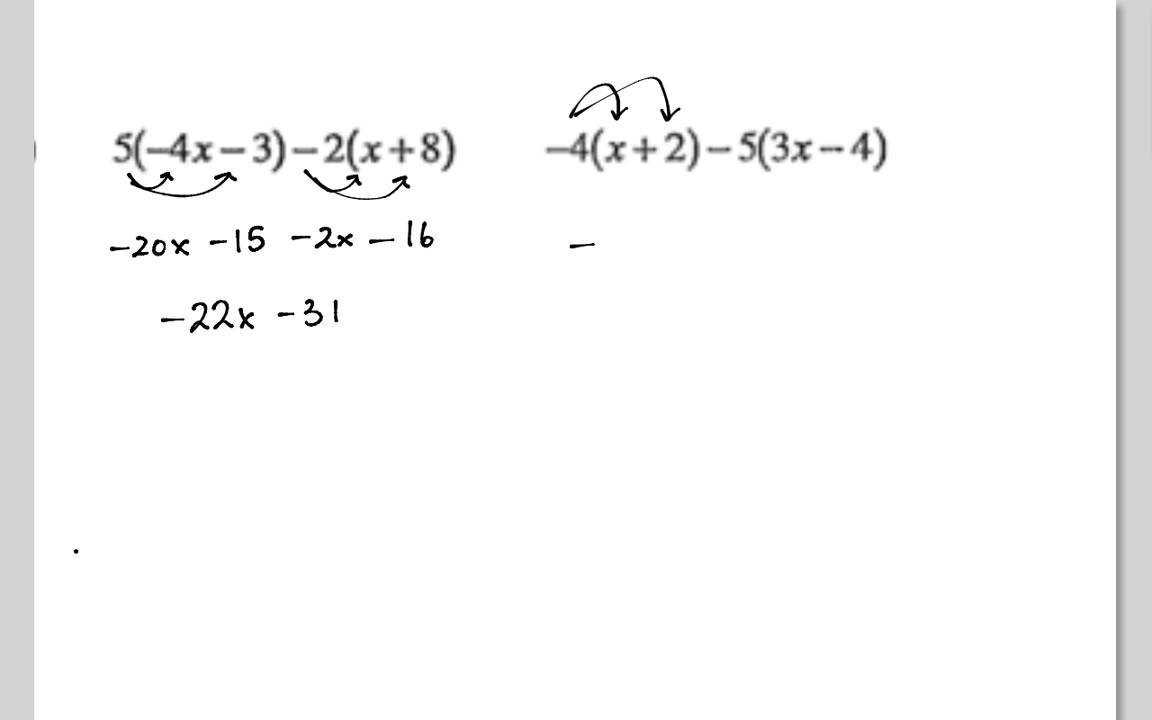 5(−4x − 3) − 2(x + 8)
-20x -15 -2x - 16
-22x -31
−4(x + 2) − 5(3x − 4)
-